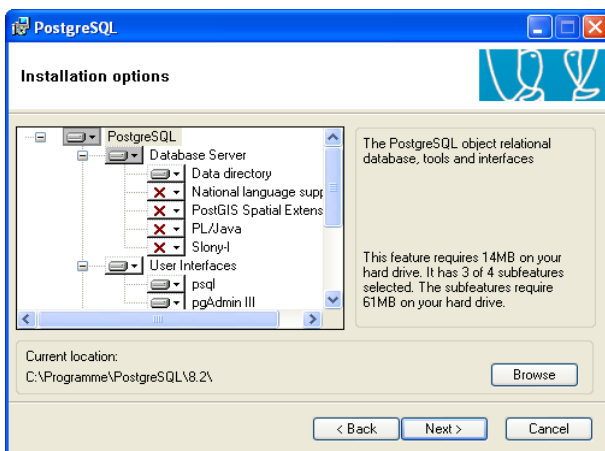 PostgreSQL
Installation options
PostgreSQL
Database Server
Data directory
National language supp
PostGIS Spatial Extens
PL/Java
Slony-I
User Interfaces
psql
pgAdmin III
The PostgreSQL object relational
database, tools and interfaces
This feature requires 14MB on your
hard drive. It has 3 of 4 subfeatures
selected. The subfeatures require
61MB on your hard drive.
Current location:
C:\Programme\PostgreSQL\8.2\
Browse
< Back
Next >
Cancel